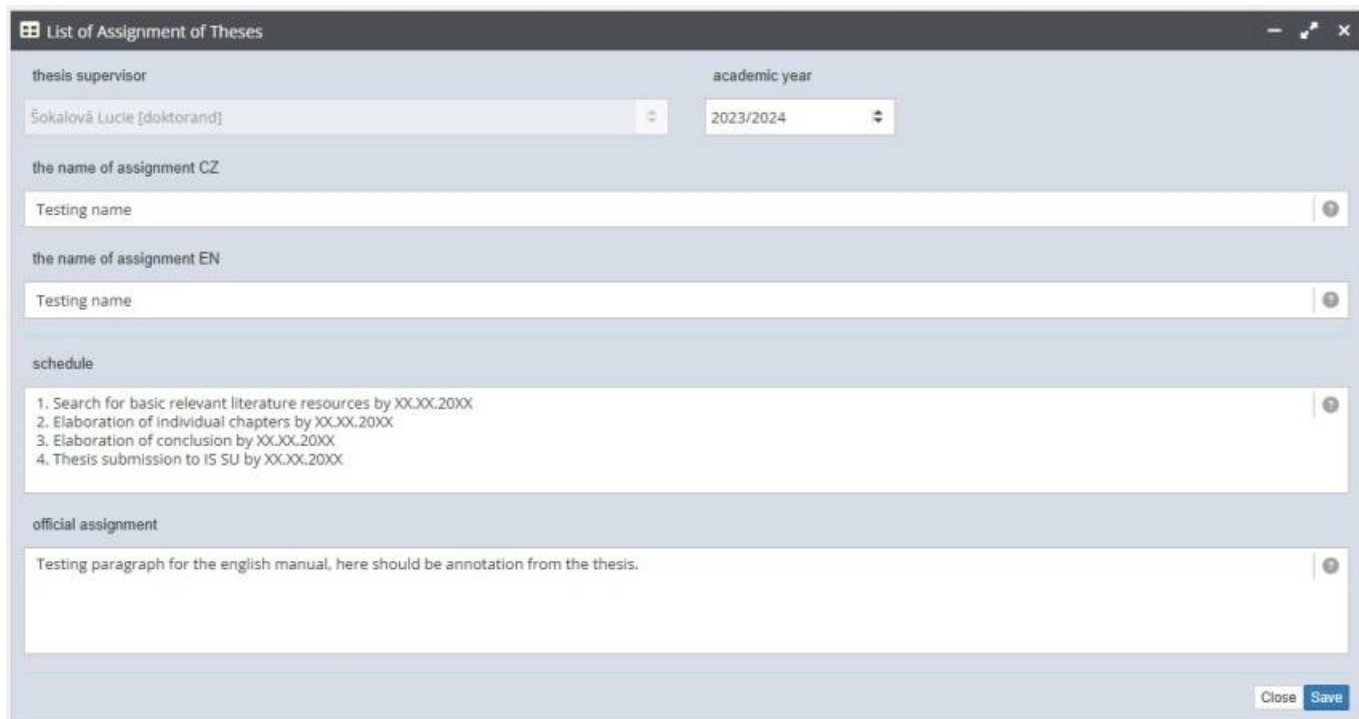 List of Assignment of Theses
thesis supervisor
academic year
Šokalová Lucie [doktorand]
2023/2024
the name of assignment CZ
Testing name
the name of assignment EN
Testing name
schedule
1. Search for basic relevant literature resources by XX.XX.20XX
2. Elaboration of individual chapters by XX.XX.20XX
3. Elaboration of conclusion by XX.XX.20XX
4. Thesis submission to IS SU by XX.XX.20XX
official assignment
Testing paragraph for the english manual, here should be annotation from the thesis.
Close Save